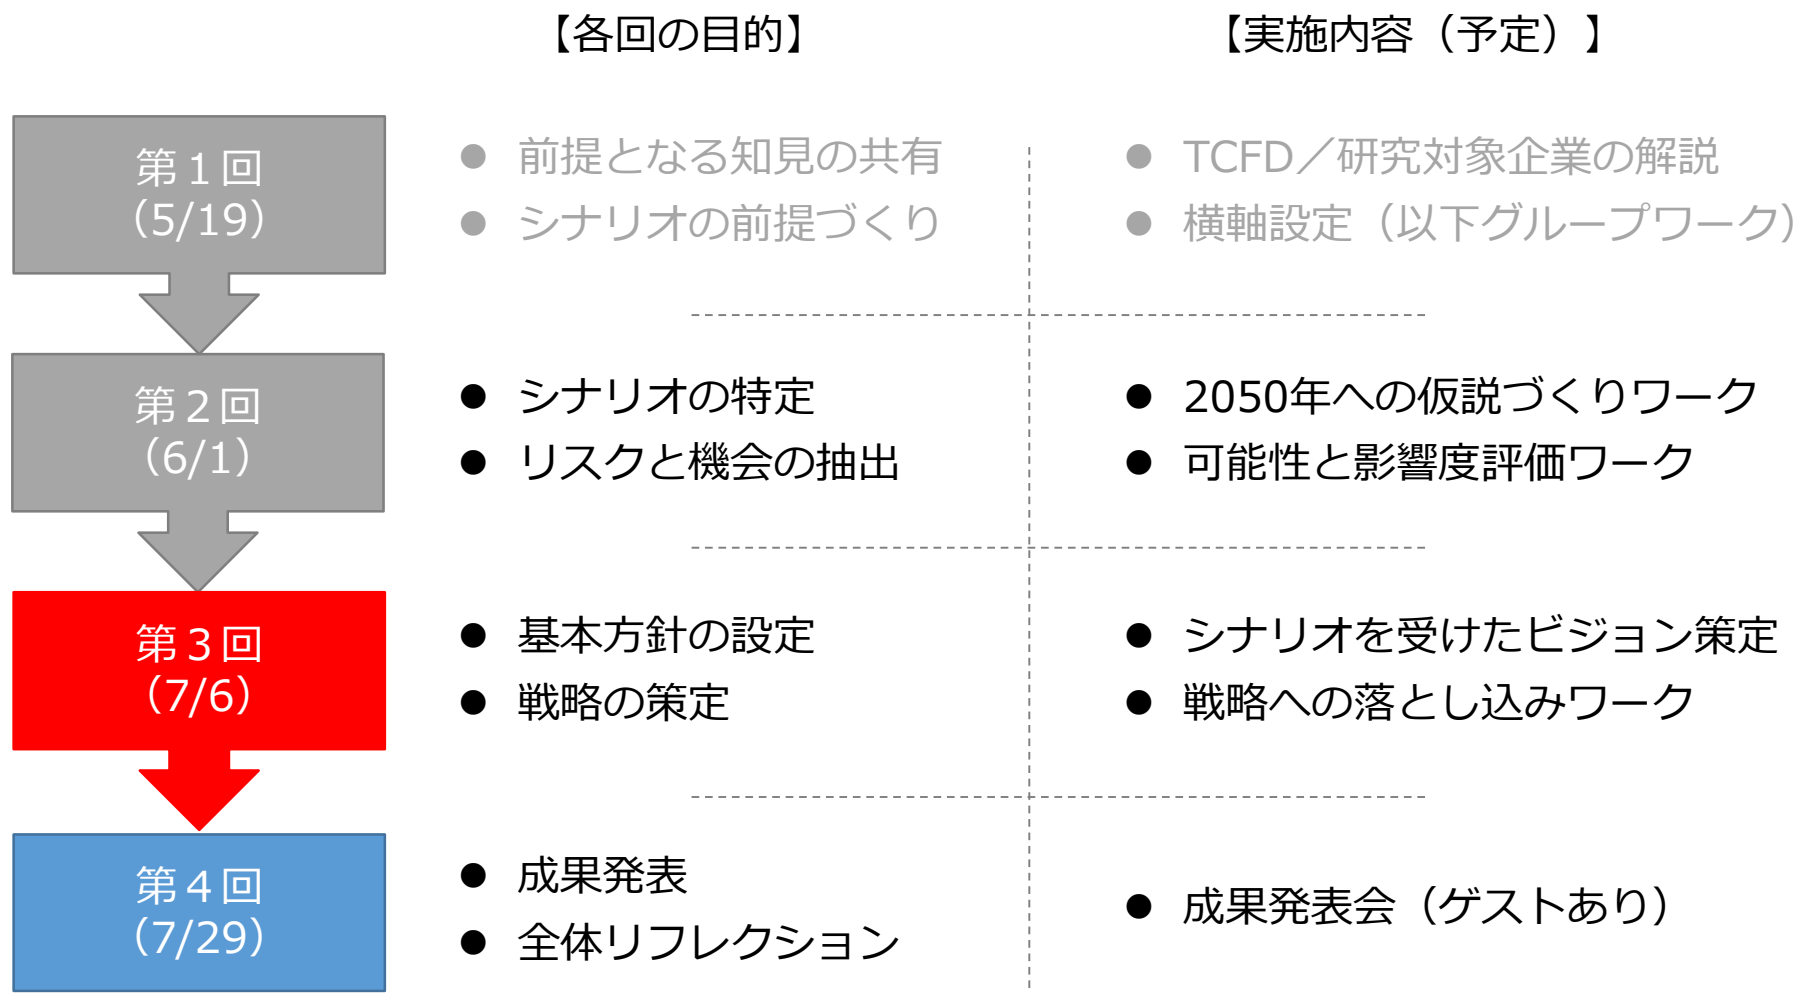 【各回の目的】
【実施内容（予定）】
第１回
（5/19）
● 前提となる知見の共有
● シナリオの前提づくり
● TCFD／研究対象企業の解説
● 横軸設定（以下グループワーク）
第２回
（6/1）
● シナリオの特定
● リスクと機会の抽出
● 2050年への仮説づくりワーク
● 可能性と影響度評価ワーク
第３回
（7/6）
● 基本方針の設定
● 戦略の策定
● シナリオを受けたビジョン策定
● 戦略への落とし込みワーク
第４回
（7/29）
● 成果発表
● 全体リフレクション
● 成果発表会（ゲストあり）